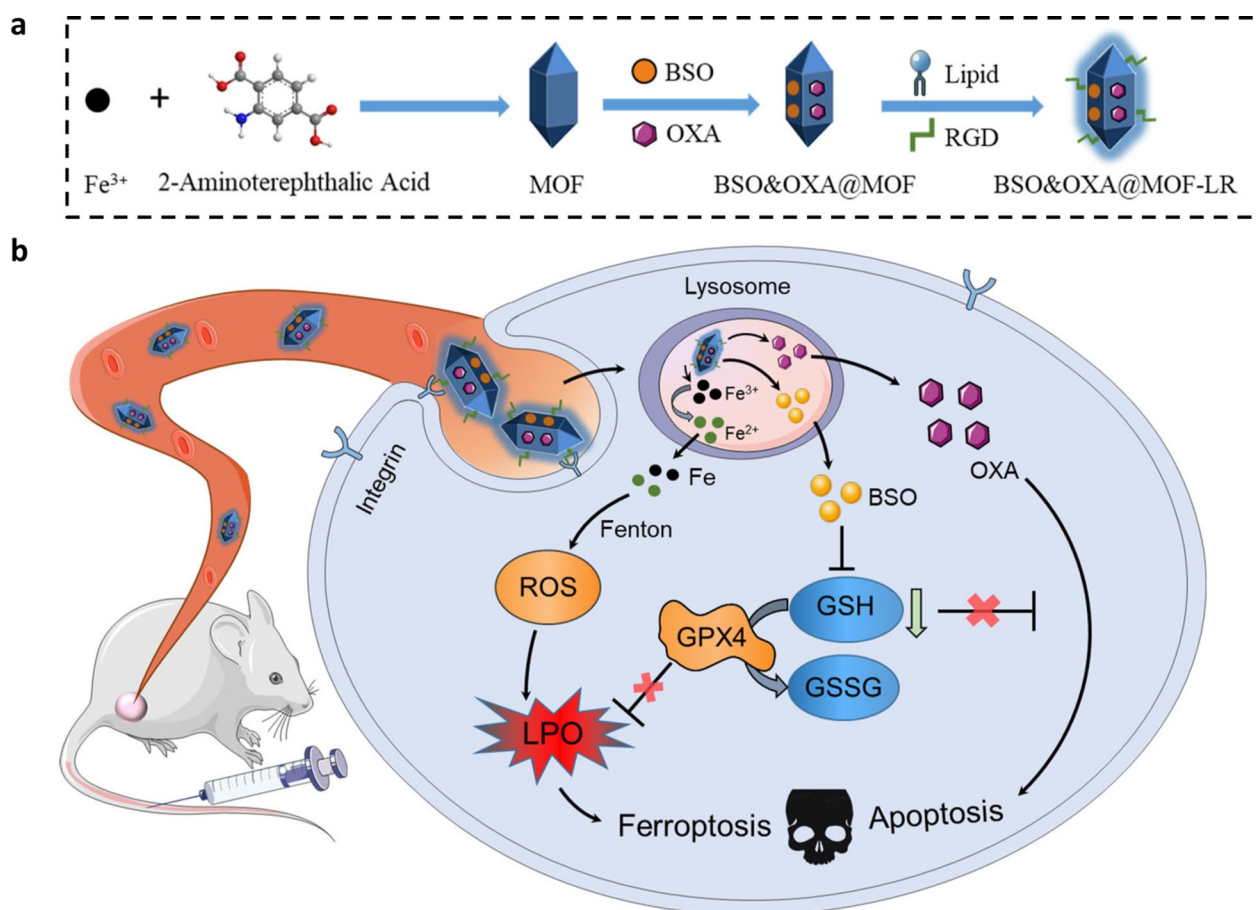 a
BSO
OXA
Lipid
RGD
Fe³⁺
+
2-Aminoterephthalic Acid
MOF
BSO&OXA@MOF
BSO&OXA@MOF-LR
b
Lysosome
Fe³⁺
Fe²⁺
Integrin
Fe
BSO
OXA
Fenton
ROS
GPX4
GSH
GSSG
LPO
Ferroptosis
Apoptosis